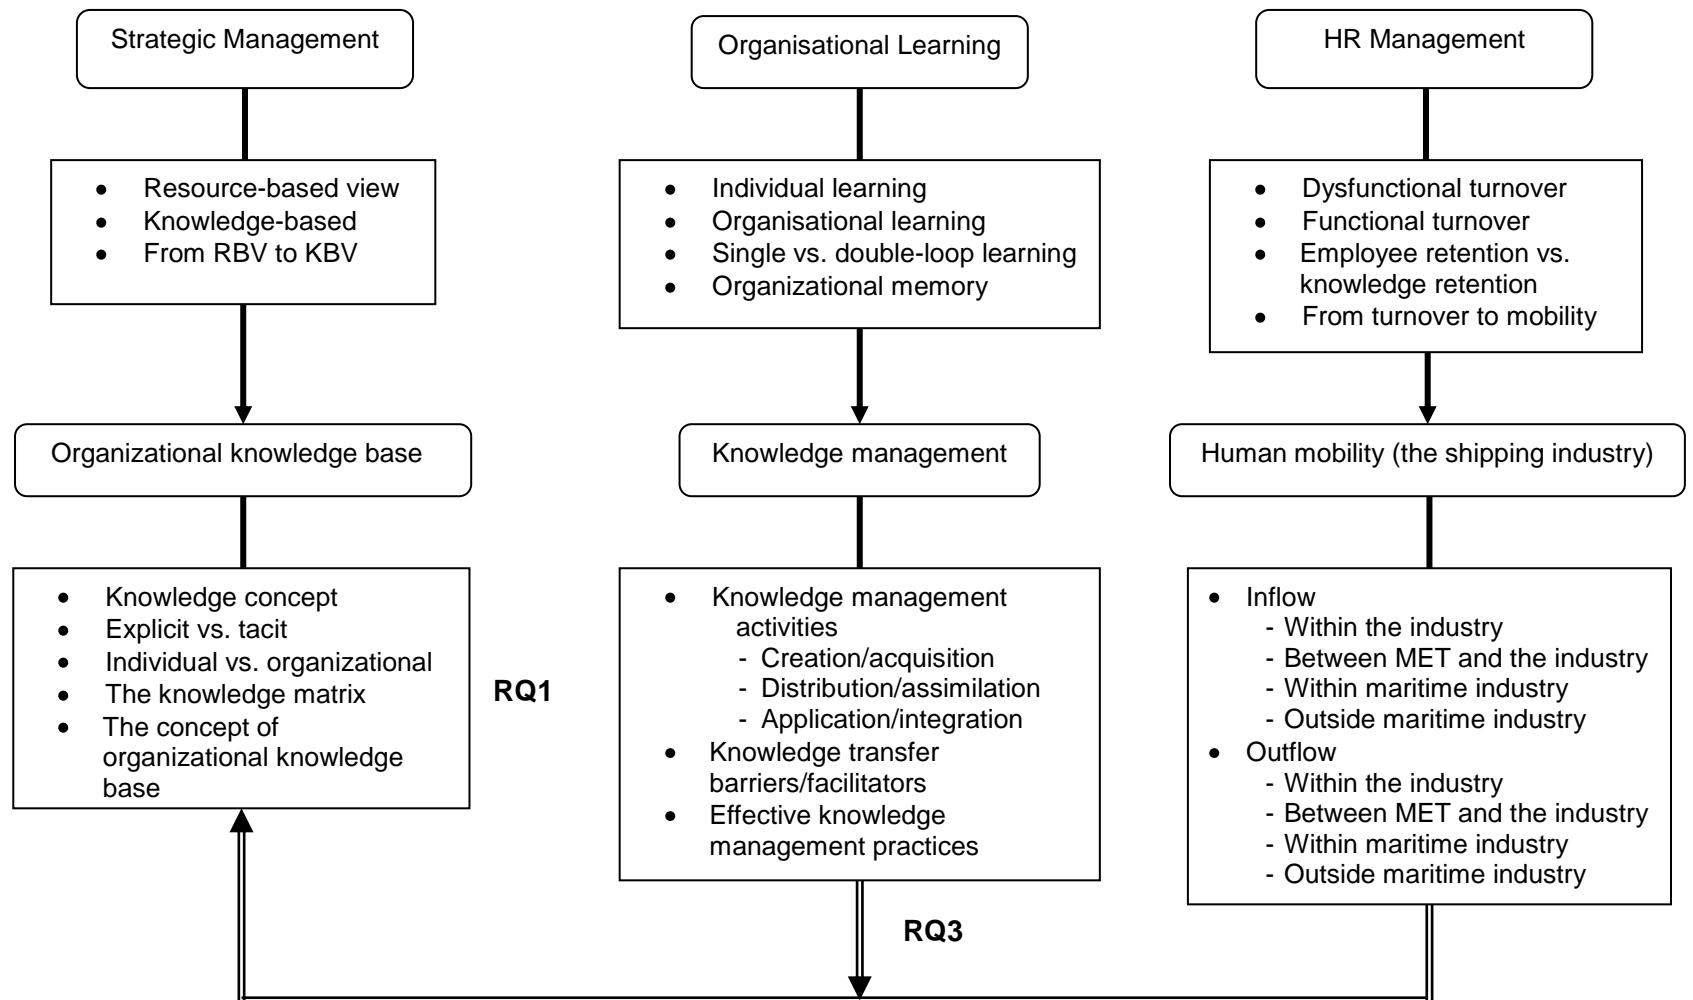 Strategic Management
Organisational Learning
HR Management
• Resource-based view
• Knowledge-based
• From RBV to KBV
• Individual learning
• Organisational learning
• Single vs. double-loop learning
• Organizational memory
• Dysfunctional turnover
• Functional turnover
• Employee retention vs.
knowledge retention
• From turnover to mobility
Organizational knowledge base
Knowledge management
Human mobility (the shipping industry)
• Knowledge concept
• Explicit vs. tacit
• Individual vs. organizational
• The knowledge matrix
• The concept of
organizational knowledge
base
RQ1
• Knowledge management
activities
- Creation/acquisition
- Distribution/assimilation
- Application/integration
• Knowledge transfer
barriers/facilitators
• Effective knowledge
management practices
• Inflow
- Within the industry
- Between MET and the industry
- Within maritime industry
- Outside maritime industry
• Outflow
- Within the industry
- Between MET and the industry
- Within maritime industry
- Outside maritime industry
RQ3